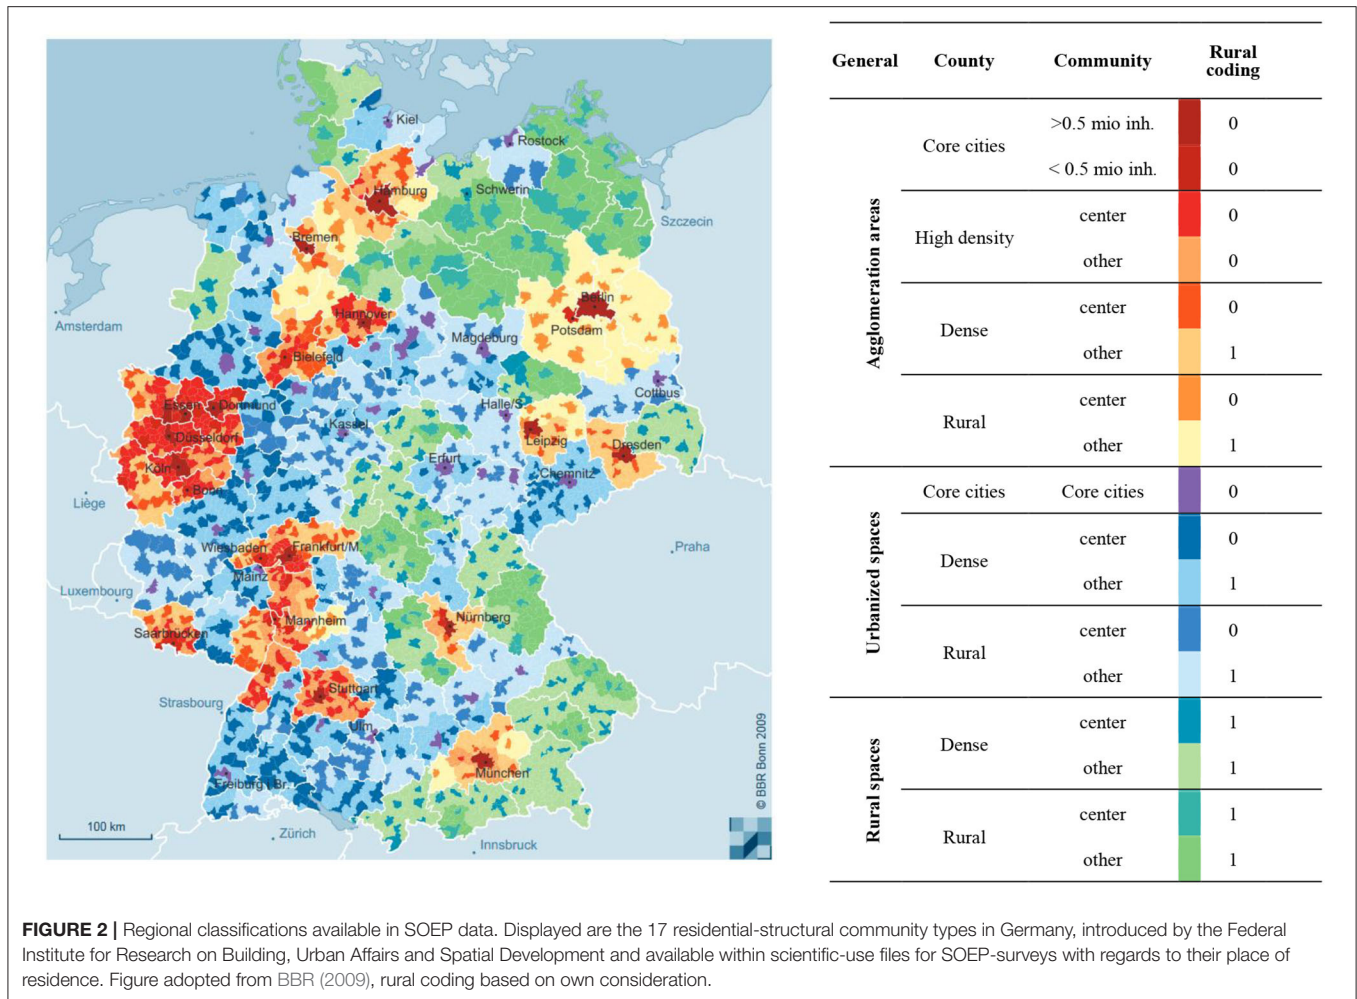 Kiel
Rostock
Hamburg
Schwerin
Szczecin
Bremen
Berlin
Amsterdam
Hannover
Potsdam
Magdeburg
Bielefeld
Cottbus
Essen
Dortmund
Halle/S.
Kassel
Düsseldorf
Leipzig
Dresden
Köln
Erfurt
Chemnitz
Bonn
Liège
Wiesbaden
Frankfurt/M.
Praha
Mainz
Luxembourg
Mannheim
Nürnberg
Saarbrücken
Stuttgart
Strasbourg
Ulm
München
Freiburg i.Br.
100 km
Zürich
Innsbruck
© BBR Bonn 2009
General County Community Rural
coding
Agglomeration areas
Core cities
>0.5 mio inh. 0
< 0.5 mio inh. 0
High density
center 0
other 0
Dense
center 0
other 1
Rural
center 0
other 1
Urbanized spaces
Core cities Core cities 0
Dense
center 0
other 1
Rural
center 0
other 1
Rural spaces
Dense
center 1
other 1
Rural
center 1
other 1
FIGURE 2 | Regional classifications available in SOEP data. Displayed are the 17 residential-structural community types in Germany, introduced by the Federal
Institute for Research on Building, Urban Affairs and Spatial Development and available within scientific-use files for SOEP-surveys with regards to their place of
residence. Figure adopted from BBR (2009), rural coding based on own consideration.